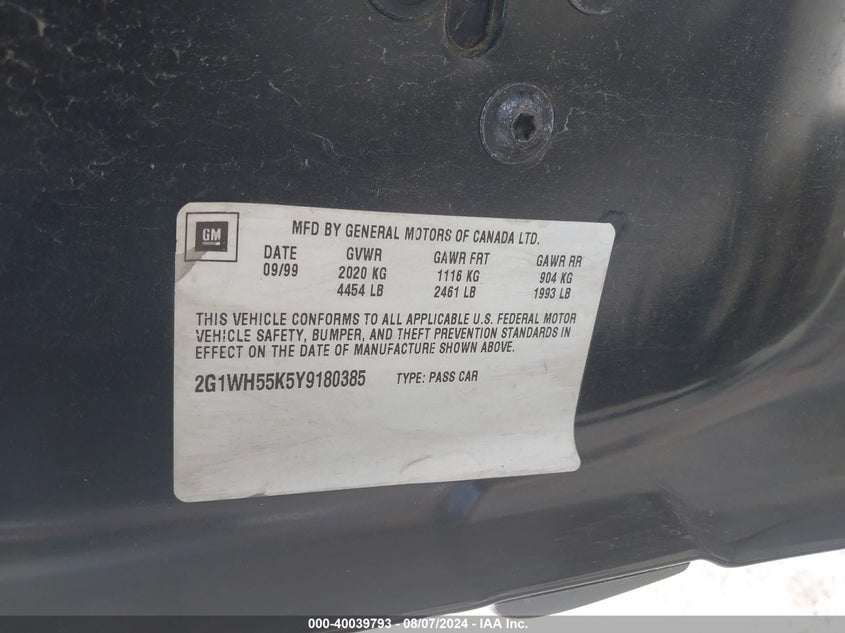 GM
MFD BY GENERAL MOTORS OF CANADA LTD.
DATE GVWR GAWR FRT GAWR RR
09/99 2020 KG 1116 KG 904 KG
4454 LB 2461 LB 1993 LB
THIS VEHICLE CONFORMS TO ALL APPLICABLE U.S. FEDERAL MOTOR
VEHICLE SAFETY, BUMPER, AND THEFT PREVENTION STANDARDS IN
EFFECT ON THE DATE OF MANUFACTURE SHOWN ABOVE.
2G1WH55K5Y9180385 TYPE: PASS CAR
000-40039793 - 08/07/2024 - IAA Inc.